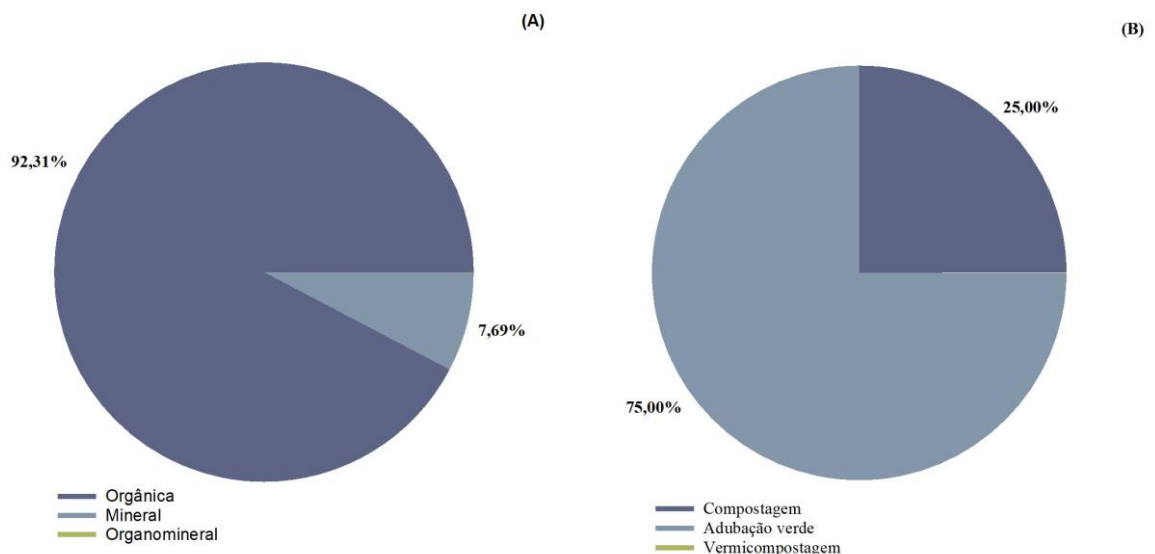 (A)
92,31%
7,69%
Orgânica
Mineral
Organomineral
(B)
25,00%
75,00%
Compostagem
Adubação verde
Vermicompostagem